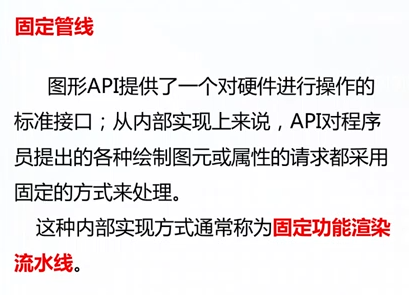 固定管线
图形API提供了一个对硬件进行操作的
标准接口；从内部实现上来说，API对程序
员提出的各种绘制图元或属性的请求都采用
固定的方式来处理。
这种内部实现方式通常称为固定功能渲染
流水线。